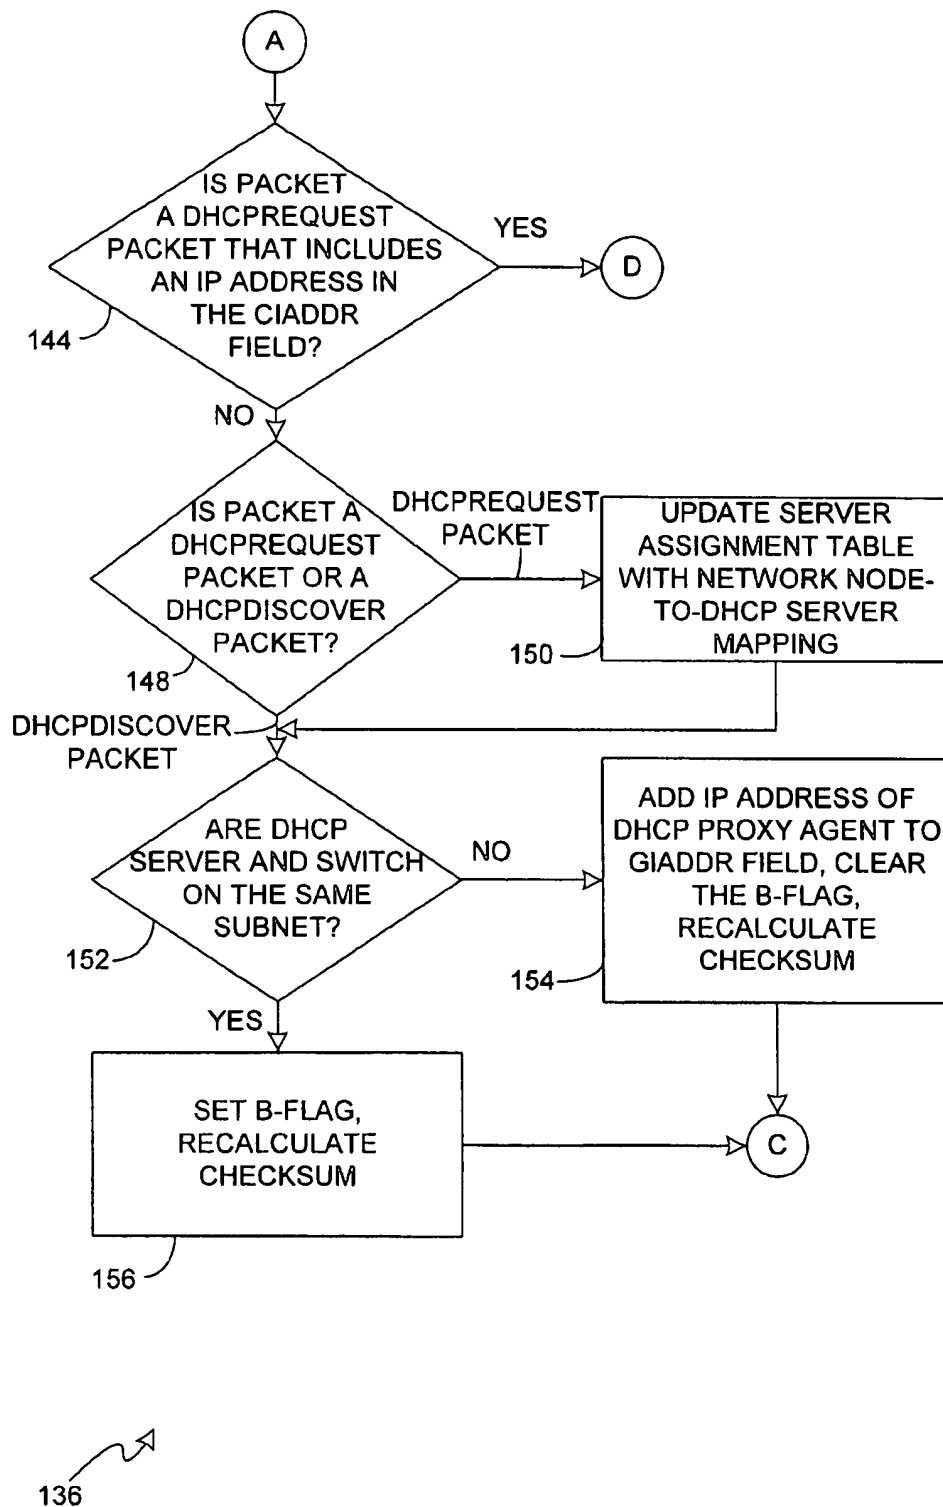 A
IS PACKET
A DHCPREQUEST
PACKET THAT INCLUDES
AN IP ADDRESS IN
THE CIADDR
FIELD?
YES
D
144
NO
IS PACKET A
DHCPREQUEST
PACKET OR A
DHCPDISCOVER
PACKET?
DHCPREQUEST
PACKET
UPDATE SERVER
ASSIGNMENT TABLE
WITH NETWORK NODE-
TO-DHCP SERVER
MAPPING
150
148
DHCPDISCOVER
PACKET
ARE DHCP
SERVER AND SWITCH
ON THE SAME
SUBNET?
NO
ADD IP ADDRESS OF
DHCP PROXY AGENT TO
GIADDR FIELD, CLEAR
THE B-FLAG,
RECALCULATE
CHECKSUM
152
154
YES
SET B-FLAG,
RECALCULATE
CHECKSUM
C
156
136